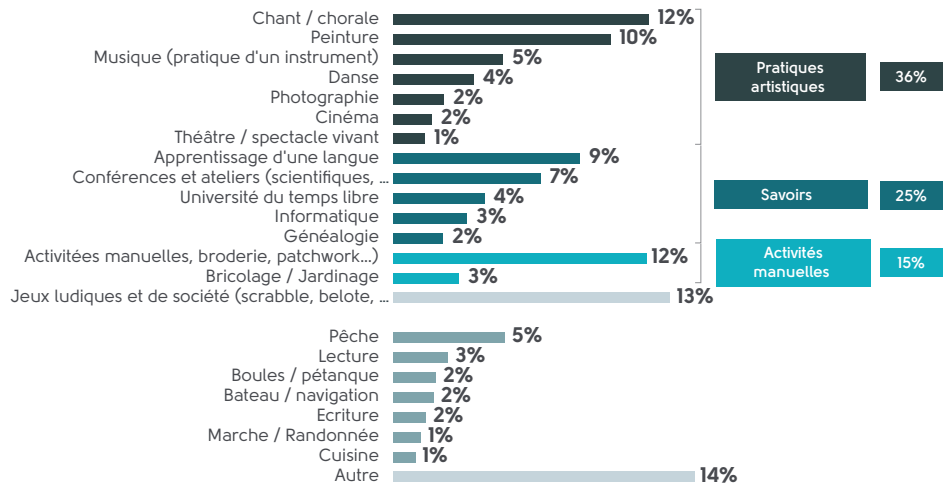 Chant / chorale 12%
Peinture 10%
Musique (pratique d'un instrument) 5%
Danse 4%
Photographie 2%
Cinéma 2%
Théâtre / spectacle vivant 1%
Pratiques
artistiques
36%
Apprentissage d'une langue 9%
Conférences et ateliers (scientifiques, ... 7%
Université du temps libre 4%
Informatique 3%
Généalogie 2%
Savoirs 25%
Activitées manuelles, broderie, patchwork...) 12%
Bricolage / Jardinage 3%
Activités
manuelles
15%
Jeux ludiques et de société (scrabble, belote, ... 13%
Pêche 5%
Lecture 3%
Boules / pétanque 2%
Bateau / navigation 2%
Ecriture 2%
Marche / Randonnée 1%
Cuisine 1%
Autre 14%